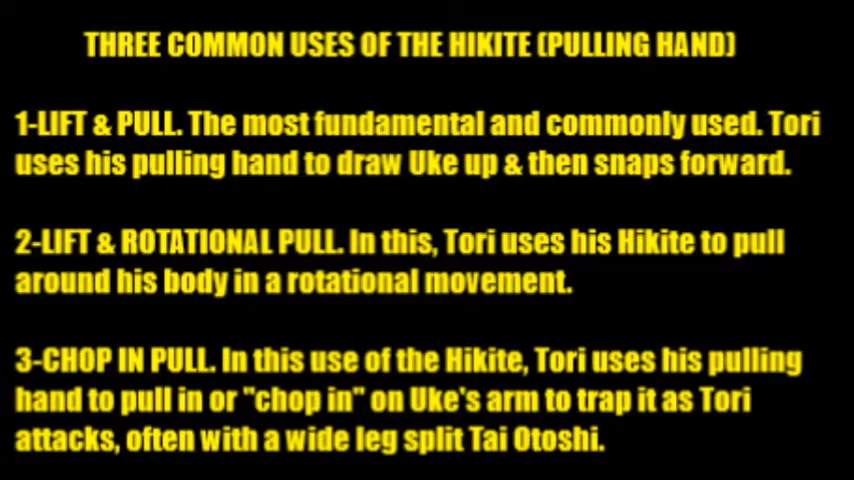 THREE COMMON USES OF THE HIKITE (PULLING HAND)
1-LIFT & PULL. The most fundamental and commonly used. Tori
uses his pulling hand to draw Uke up & then snaps forward.
2-LIFT & ROTATIONAL PULL. In this, Tori uses his Hikite to pull
around his body in a rotational movement.
3-CHOP IN PULL. In this use of the Hikite, Tori uses his pulling
hand to pull in or "chop in" on Uke's arm to trap it as Tori
attacks, often with a wide leg split Tai Otoshi.